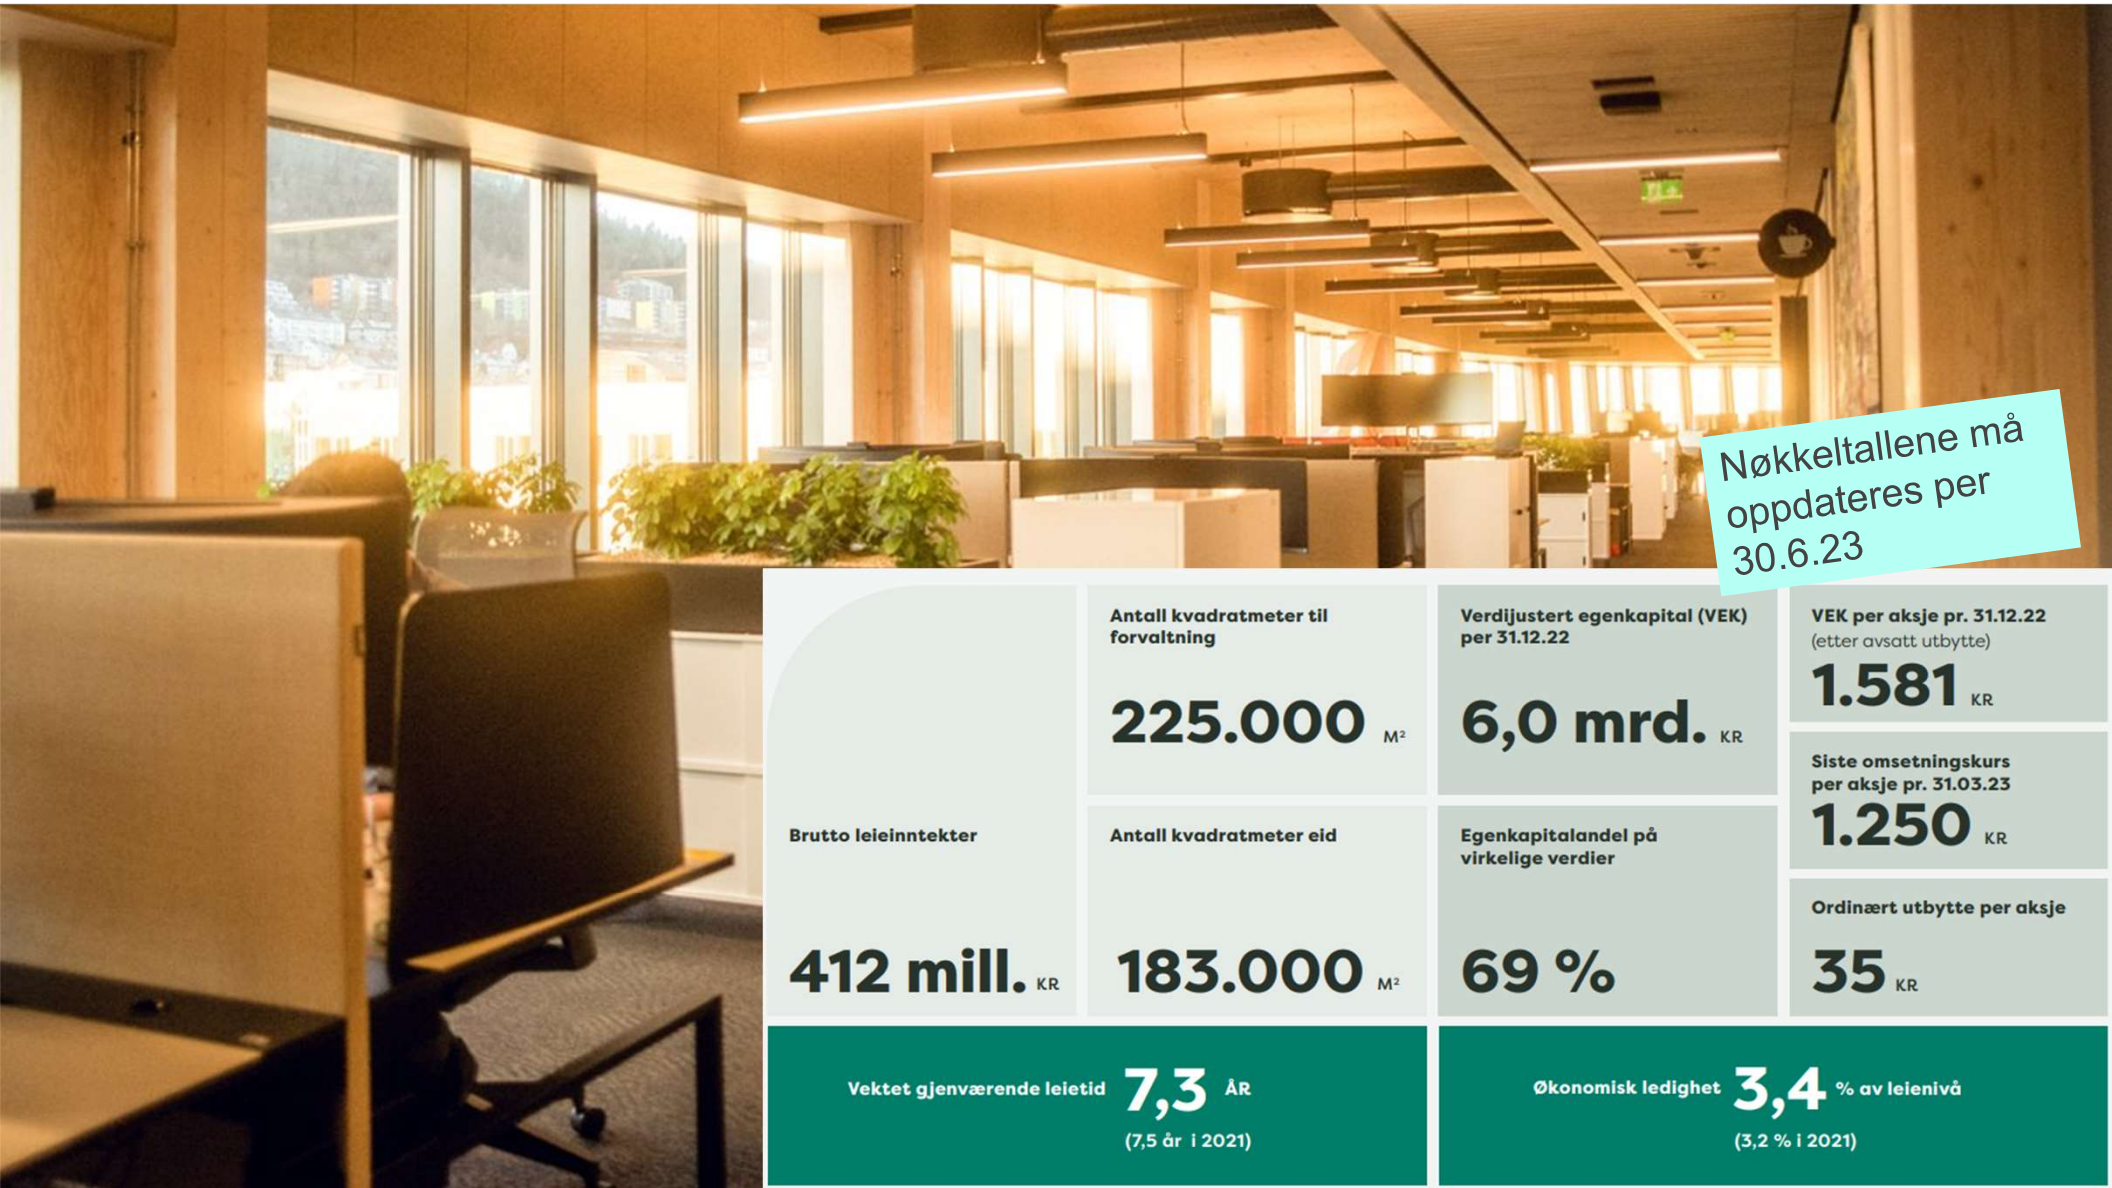 Nøkkeltallene må
oppdateres per
30.6.23
Brutto leieinntekter
412 mill. KR
Antall kvadratmeter til
forvaltning
225.000 M²
Antall kvadratmeter eid
183.000 M²
Verdijustert egenkapital (VEK)
per 31.12.22
6,0 mrd. KR
Egenkapitalandel på
virkelige verdier
69 %
VEK per aksje pr. 31.12.22
(etter avsatt utbytte)
1.581 KR
Siste omsetningskurs
per aksje pr. 31.03.23
1.250 KR
Ordinært utbytte per aksje
35 KR
Vektet gjenværende leietid 7,3 ÅR
(7,5 år i 2021)
Økonomisk ledighet 3,4 % av leienivå
(3,2 % i 2021)